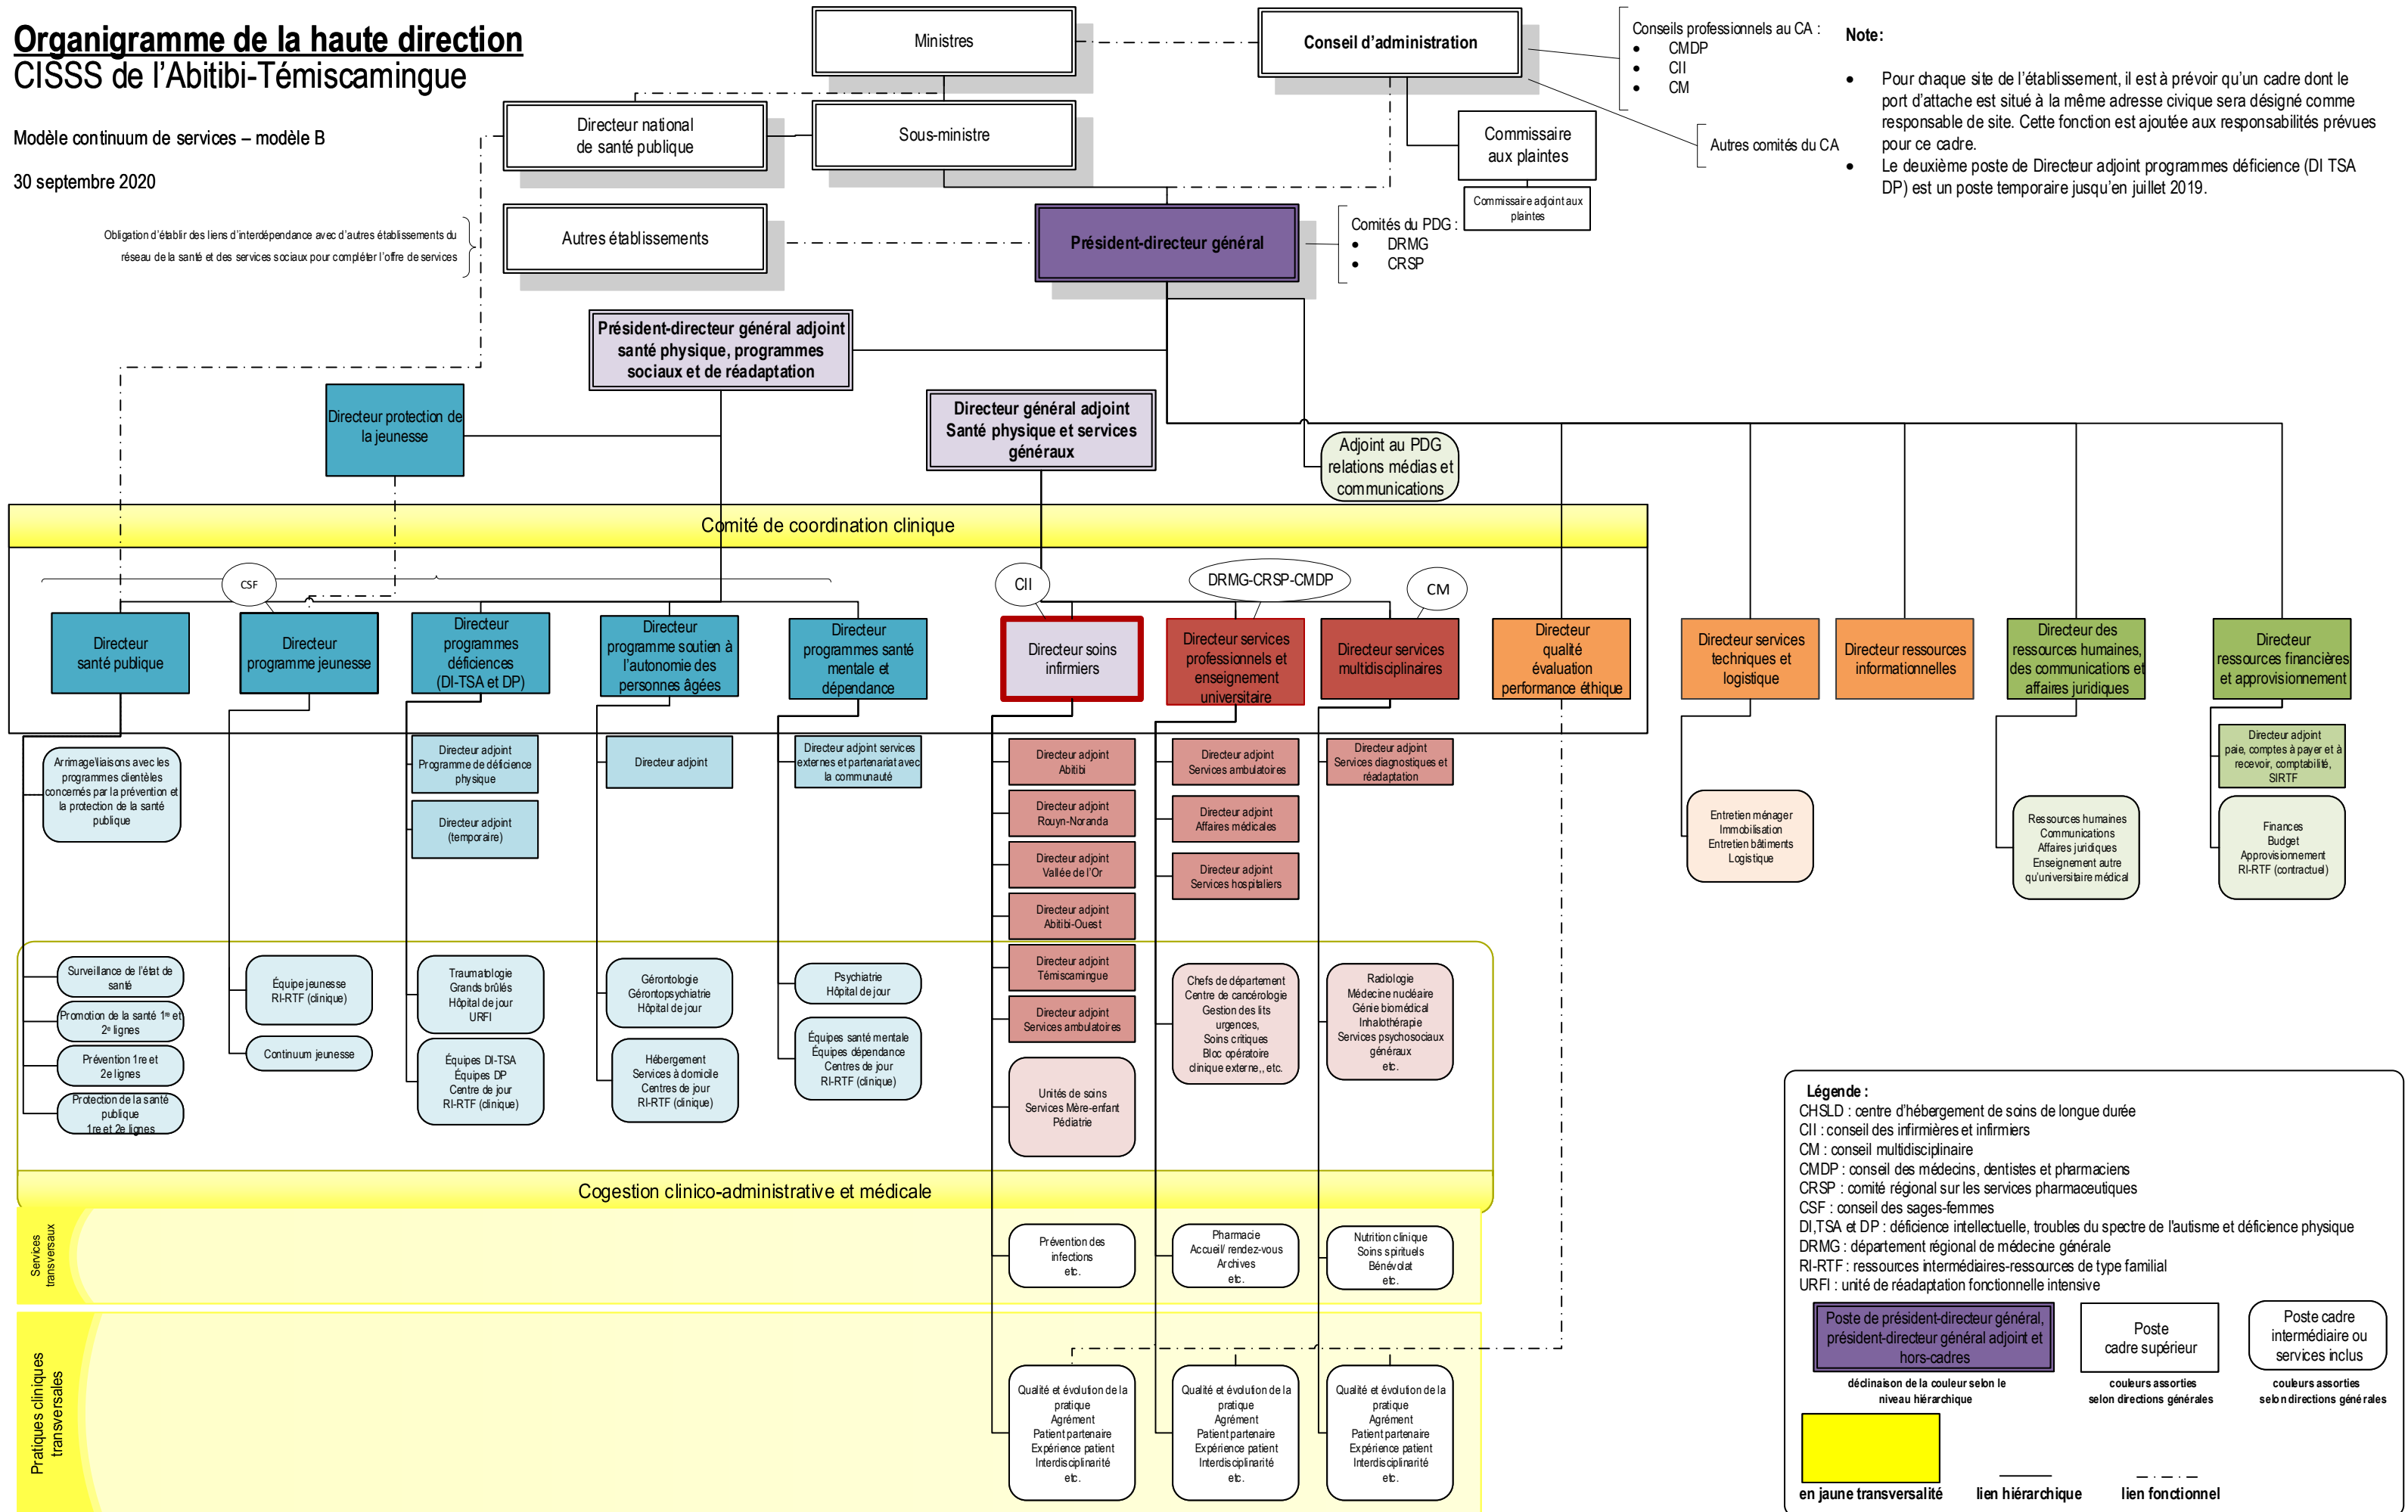 Organigramme de la haute direction
CISSS de l'Abitibi-Témiscamingue
Modèle continuum de services – modèle B
30 septembre 2020
Ministres
Conseil d'administration
Conseils professionnels au CA :
• CMDP
• CII
• CM
Autres comités du CA
Note:
• Pour chaque site de l'établissement, il est à prévoir qu'un cadre dont le
port d'attache est situé à la même adresse civique sera désigné comme
responsable de site. Cette fonction est ajoutée aux responsabilités prévues
pour ce cadre.
• Le deuxième poste de Directeur adjoint programmes déficience (DI TSA
DP) est un poste temporaire jusqu'en juillet 2019.
Directeur national
de santé publique
Sous-ministre
Commissaire
aux plaintes
Commissaire adjoint aux
plaintes
Obligation d'établir des liens d'interdépendance avec d'autres établissements du
réseau de la santé et des services sociaux pour compléter l'offre de services
Autres établissements
Président-directeur général
Comités du PDG :
• DRMG
• CRSP
Président-directeur général adjoint
santé physique, programmes
sociaux et de réadaptation
Directeur protection de
la jeunesse
Directeur général adjoint
Santé physique et services
généraux
Adjoint au PDG
relations médias et
communications
Comité de coordination clinique
CSF
CII
DRMG-CRSP-CMDP
CM
Directeur
santé publique
Directeur
programme jeunesse
Directeur
programmes
déficiences
(DI-TSA et DP)
Directeur
programme soutien à
l'autonomie des
personnes âgées
Directeur
programmes santé
mentale et
dépendance
Directeur soins
infirmiers
Directeur services
professionnels et
enseignement
universitaire
Directeur services
multidisciplinaires
Directeur
qualité
évaluation
performance éthique
Directeur services
techniques et
logistique
Directeur ressources
informationnelles
Directeur des
ressources humaines,
des communications et
affaires juridiques
Directeur
ressources financières
et approvisionnement
Arrimage/liaisons avec les
programmes clientèles
concernés par la prévention et
la protection de la santé
publique
Directeur adjoint
Programme de déficience
physique
Directeur adjoint
(temporaire)
Directeur adjoint
Directeur adjoint services
externes et partenariat avec
la communauté
Directeur adjoint
Abitibi
Directeur adjoint
Rouyn-Noranda
Directeur adjoint
Vallée de l'Or
Directeur adjoint
Abitibi-Ouest
Directeur adjoint
Témiscamingue
Directeur adjoint
Services ambulatoires
Directeur adjoint
Services ambulatoires
Directeur adjoint
Affaires médicales
Directeur adjoint
Services hospitaliers
Directeur adjoint
Services diagnostiques et
réadaptation
Entretien ménager
Immobilisation
Entretien bâtiments
Logistique
Ressources humaines
Communications
Affaires juridiques
Enseignement autre
qu'universitaire médical
Directeur adjoint
paie, comptes à payer et à
recevoir, comptabilité,
SIRTF
Finances
Budget
Approvisionnement
RI-RTF (contractuel)
Surveillance de l'état de
santé
Promotion de la santé 1re et
2e lignes
Prévention 1re et
2e lignes
Protection de la santé
publique
1re et 2e lignes
Équipe jeunesse
RI-RTF (clinique)
Continuum jeunesse
Traumatologie
Grands brûlés
Hôpital de jour
URFI
Équipes DI-TSA
Équipes DP
Centre de jour
RI-RTF (clinique)
Gérontologie
Gérontopsychiatrie
Hôpital de jour
Hébergement
Services à domicile
Centres de jour
RI-RTF (clinique)
Psychiatrie
Hôpital de jour
Équipes santé mentale
Équipes dépendance
Centres de jour
RI-RTF (clinique)
Unités de soins
Services Mère-enfant
Pédiatrie
Chefs de département
Centre de cancérologie
Gestion des lits
urgences,
Soins critiques
Bloc opératoire
clinique externe,, etc.
Radiologie
Médecine nucléaire
Génie biomédical
Inhalothérapie
Services psychosociaux
généraux
etc.
Cogestion clinico-administrative et médicale
Services
transversaux
Prévention des
infections
etc.
Pharmacie
Accueil/ rendez-vous
Archives
etc.
Nutrition clinique
Soins spirituels
Bénévolat
etc.
Pratiques cliniques
transversales
Qualité et évolution de la
pratique
Agrément
Patient partenaire
Expérience patient
Interdisciplinarité
etc.
Qualité et évolution de la
pratique
Agrément
Patient partenaire
Expérience patient
Interdisciplinarité
etc.
Qualité et évolution de la
pratique
Agrément
Patient partenaire
Expérience patient
Interdisciplinarité
etc.
Légende :
CHSLD : centre d'hébergement de soins de longue durée
CII : conseil des infirmières et infirmiers
CM : conseil multidisciplinaire
CMDP : conseil des médecins, dentistes et pharmaciens
CRSP : comité régional sur les services pharmaceutiques
CSF : conseil des sages-femmes
DI,TSA et DP : déficience intellectuelle, troubles du spectre de l'autisme et déficience physique
DRMG : département régional de médecine générale
RI-RTF : ressources intermédiaires-ressources de type familial
URFI : unité de réadaptation fonctionnelle intensive
Poste de président-directeur général,
président-directeur général adjoint et
hors-cadres
déclinaison de la couleur selon le
niveau hiérarchique
Poste
cadre supérieur
couleurs assorties
selon directions générales
Poste cadre
intermédiaire ou
services inclus
couleurs assorties
selon directions générales
en jaune transversalité
lien hiérarchique
lien fonctionnel